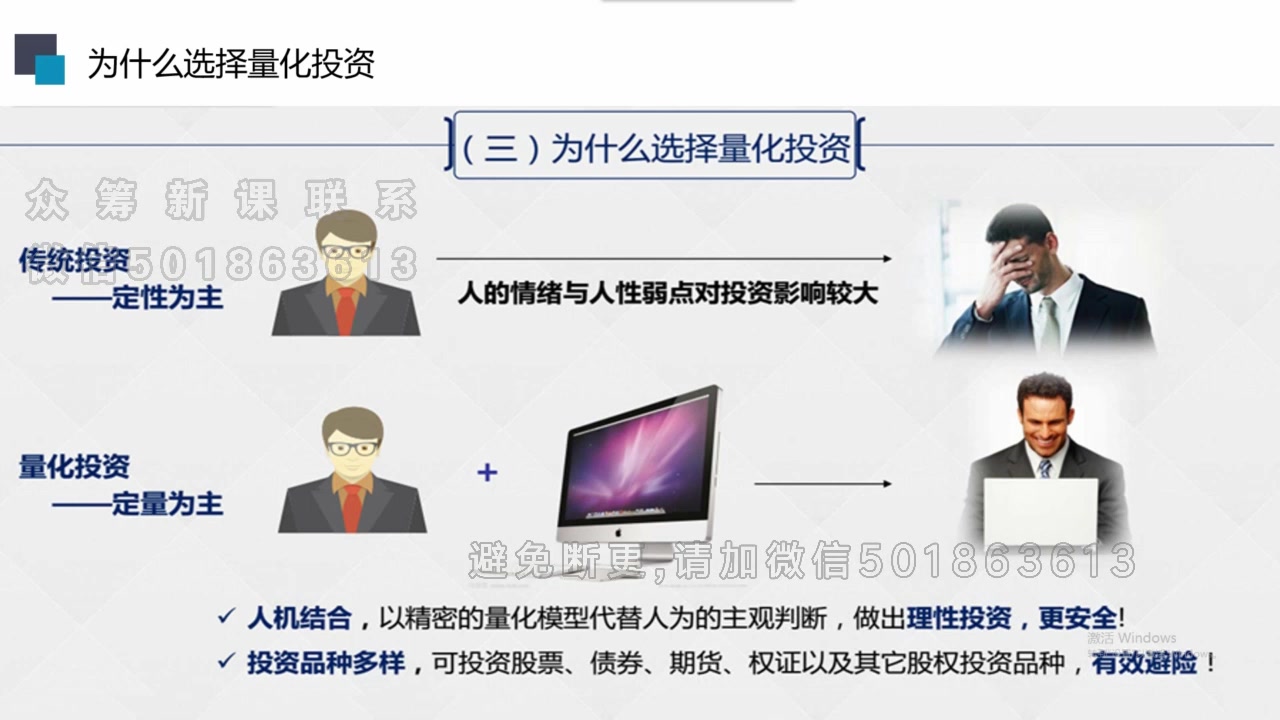 为什么选择量化投资
（三）为什么选择量化投资
众筹新课联系
微信501863613
传统投资
——定性为主
人的情绪与人性弱点对投资影响较大
量化投资
——定量为主
+
避免断更,请加微信501863613
✓ 人机结合，以精密的量化模型代替人为的主观判断，做出理性投资，更安全!
激活 Windows
✓ 投资品种多样，可投资股票、债券、期货、权证以及其它股权投资品种，有效避险！